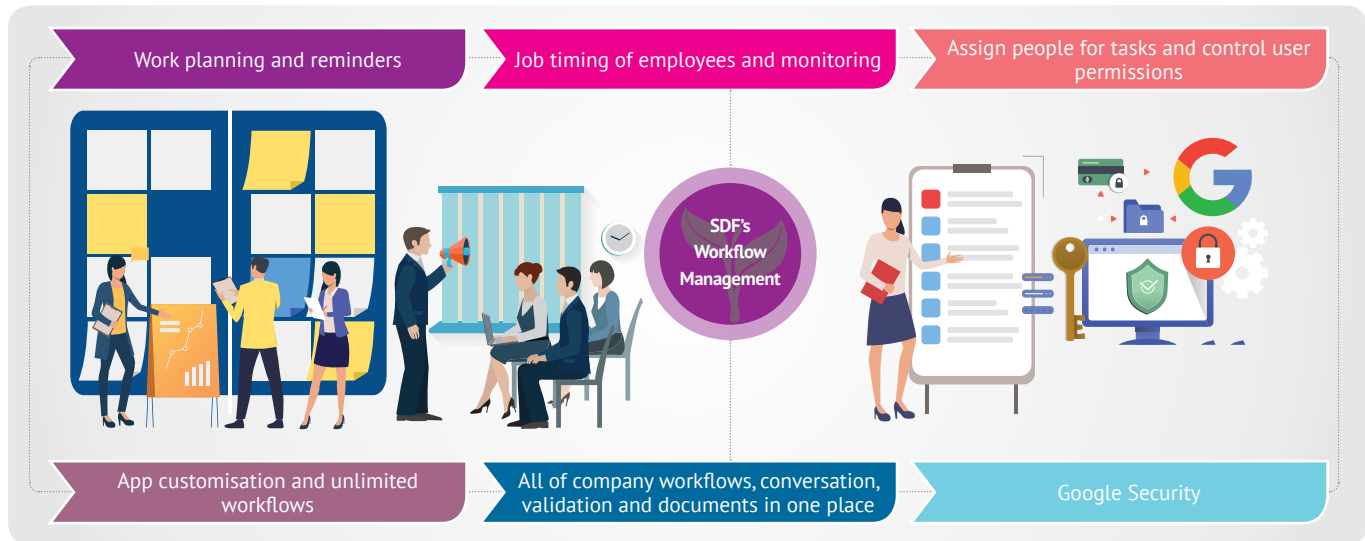 Work planning and reminders
Job timing of employees and monitoring
Assign people for tasks and control user
permissions
SDF's
Workflow
Management
App customisation and unlimited
workflows
All of company workflows, conversation,
validation and documents in one place
Google Security